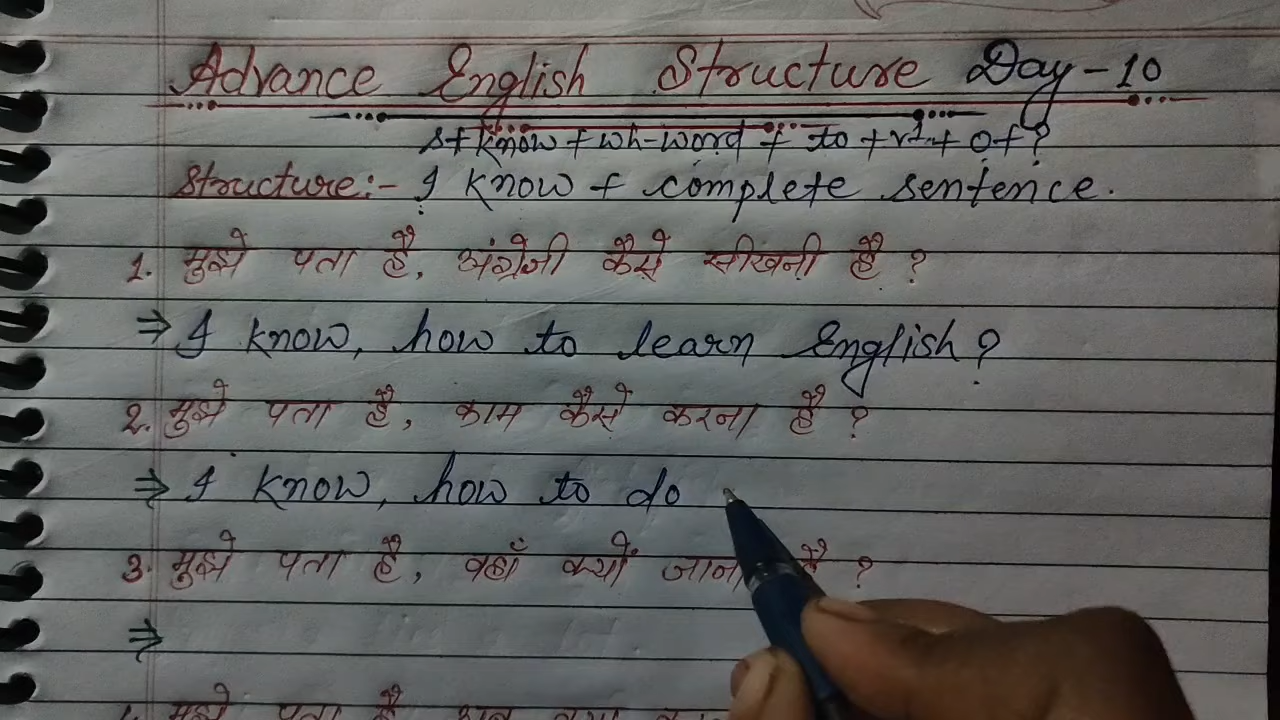 Advance English Structure Day-10
S+Know+wh-word+to+v¹+O+?
Structure:- I know + complete sentence.
1. मुझे पता है, अंग्रेजी कैसे सीखनी है ?
⇒ I know, how to learn English?
2. मुझे पता है, काम कैसे करना है ?
⇒ I know, how to do
3. मुझे पता है, वहाँ क्यों जाना है ?
⇒
मुझे पता है